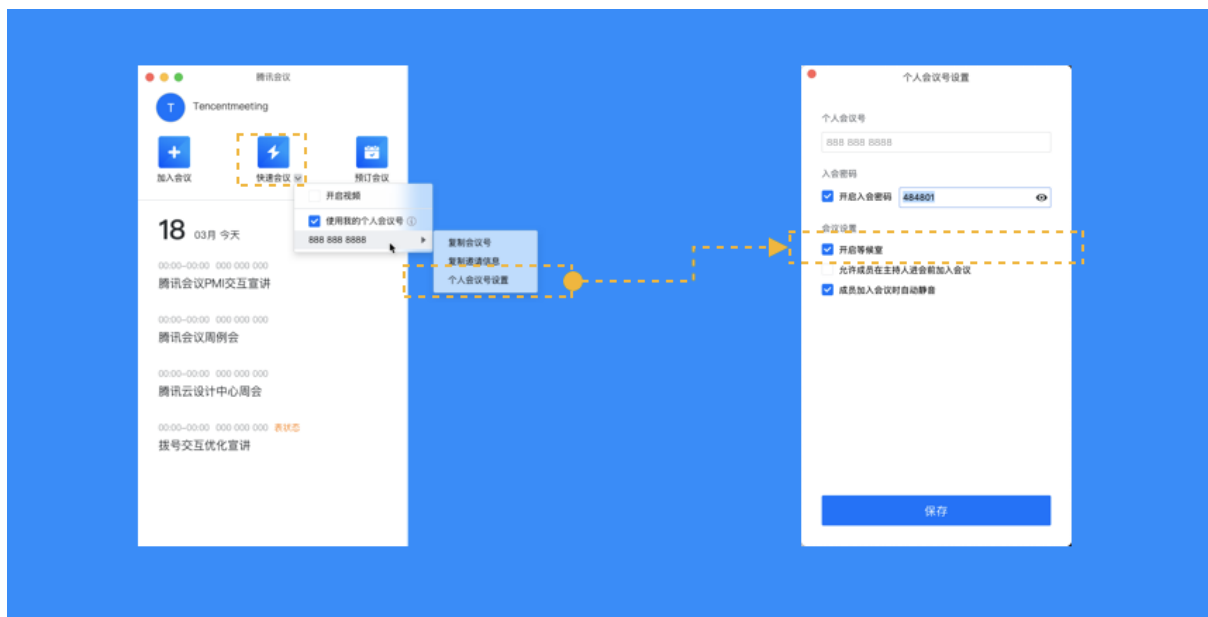 腾讯会议
T
Tencentmeeting
加入会议
快速会议
预订会议
开启视频
使用我的个人会议号
888 888 8888
复制会议号
复制邀请信息
个人会议号设置
18 03月 今天
00:00-00:00 000 000 000
腾讯会议PMI交互宣讲
00:00-00:00 000 000 000
腾讯会议周例会
00:00-00:00 000 000 000
腾讯云设计中心周会
00:00-00:00 000 000 000 表状态
拨号交互优化宣讲
个人会议号设置
个人会议号
888 888 8888
入会密码
开启入会密码 484801
会议设置
开启等候室
允许成员在主持人进会前加入会议
成员加入会议时自动静音
保存